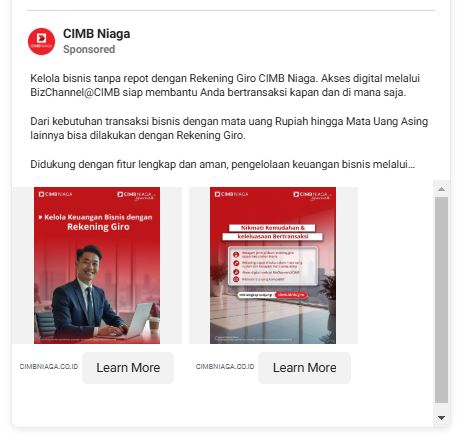 CIMB Niaga
Sponsored
Kelola bisnis tanpa repot dengan Rekening Giro CIMB Niaga. Akses digital melalui
BizChannel@CIMB siap membantu Anda bertransaksi kapan dan di mana saja.
Dari kebutuhan transaksi bisnis dengan mata uang Rupiah hingga Mata Uang Asing
lainnya bisa dilakukan dengan Rekening Giro.
Didukung dengan fitur lengkap dan aman, pengelolaan keuangan bisnis melalui...
CIMB NIAGA CIMB NIAGA
Kelola Keuangan Bisnis dengan
Rekening Giro
CIMB NIAGA CIMB NIAGA
Nikmati Kemudahan &
keleluasaan Bertransaksi
CIMBNIAGA.CO.ID
Learn More
CIMBNIAGA.CO.ID
Learn More